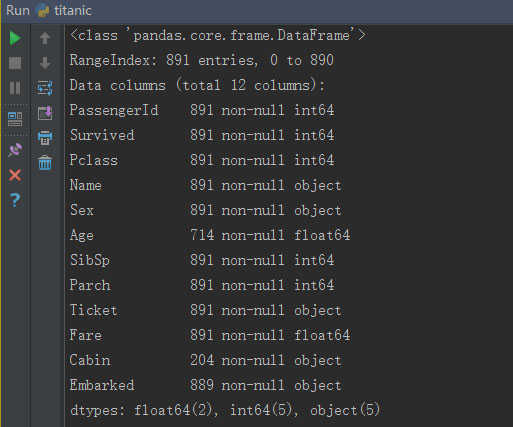 Run titanic
<class 'pandas.core.frame.DataFrame'>
RangeIndex: 891 entries, 0 to 890
Data columns (total 12 columns):
PassengerId    891 non-null int64
Survived       891 non-null int64
Pclass         891 non-null int64
Name           891 non-null object
Sex            891 non-null object
Age            714 non-null float64
SibSp          891 non-null int64
Parch          891 non-null int64
Ticket         891 non-null object
Fare           891 non-null float64
Cabin          204 non-null object
Embarked       889 non-null object
dtypes: float64(2), int64(5), object(5)